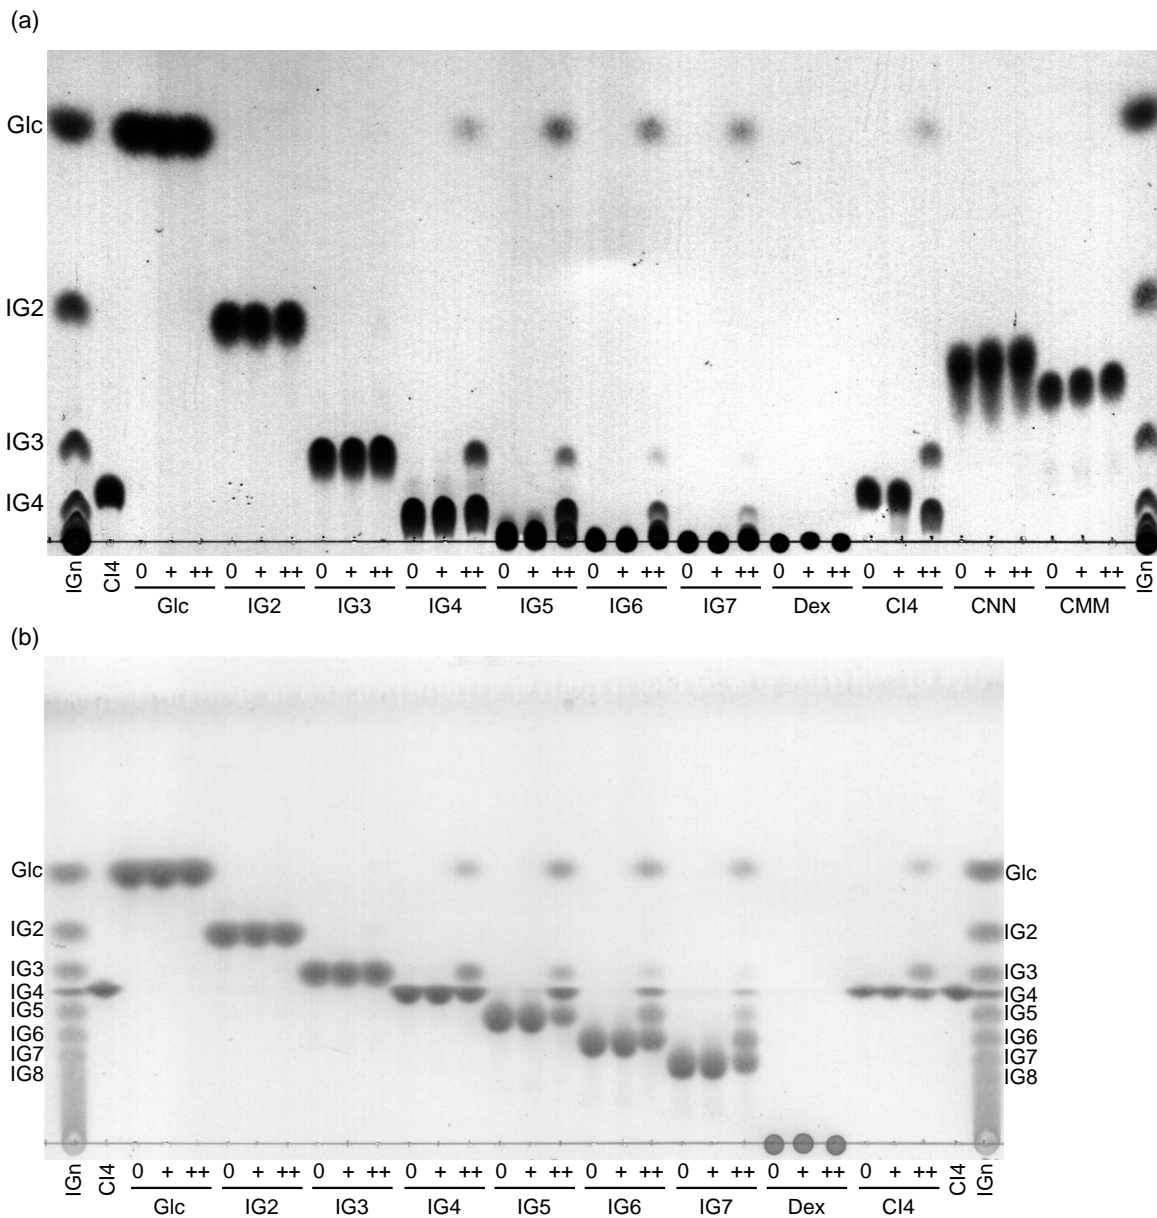 (a)
Glc
IG2
IG3
IG4
IGn CI4 0 + ++ 0 + ++ 0 + ++ 0 + ++ 0 + ++ 0 + ++ 0 + ++ 0 + ++ 0 + ++ 0 + ++ 0 + ++ IGn
Glc IG2 IG3 IG4 IG5 IG6 IG7 Dex CI4 CNN CMM
(b)
Glc Glc
IG2 IG2
IG3 IG3
IG4 IG4
IG5 IG5
IG6 IG6
IG7 IG7
IG8 IG8
IGn CI4 0 + ++ 0 + ++ 0 + ++ 0 + ++ 0 + ++ 0 + ++ 0 + ++ 0 + ++ 0 + ++ CI4 IGn
Glc IG2 IG3 IG4 IG5 IG6 IG7 Dex CI4